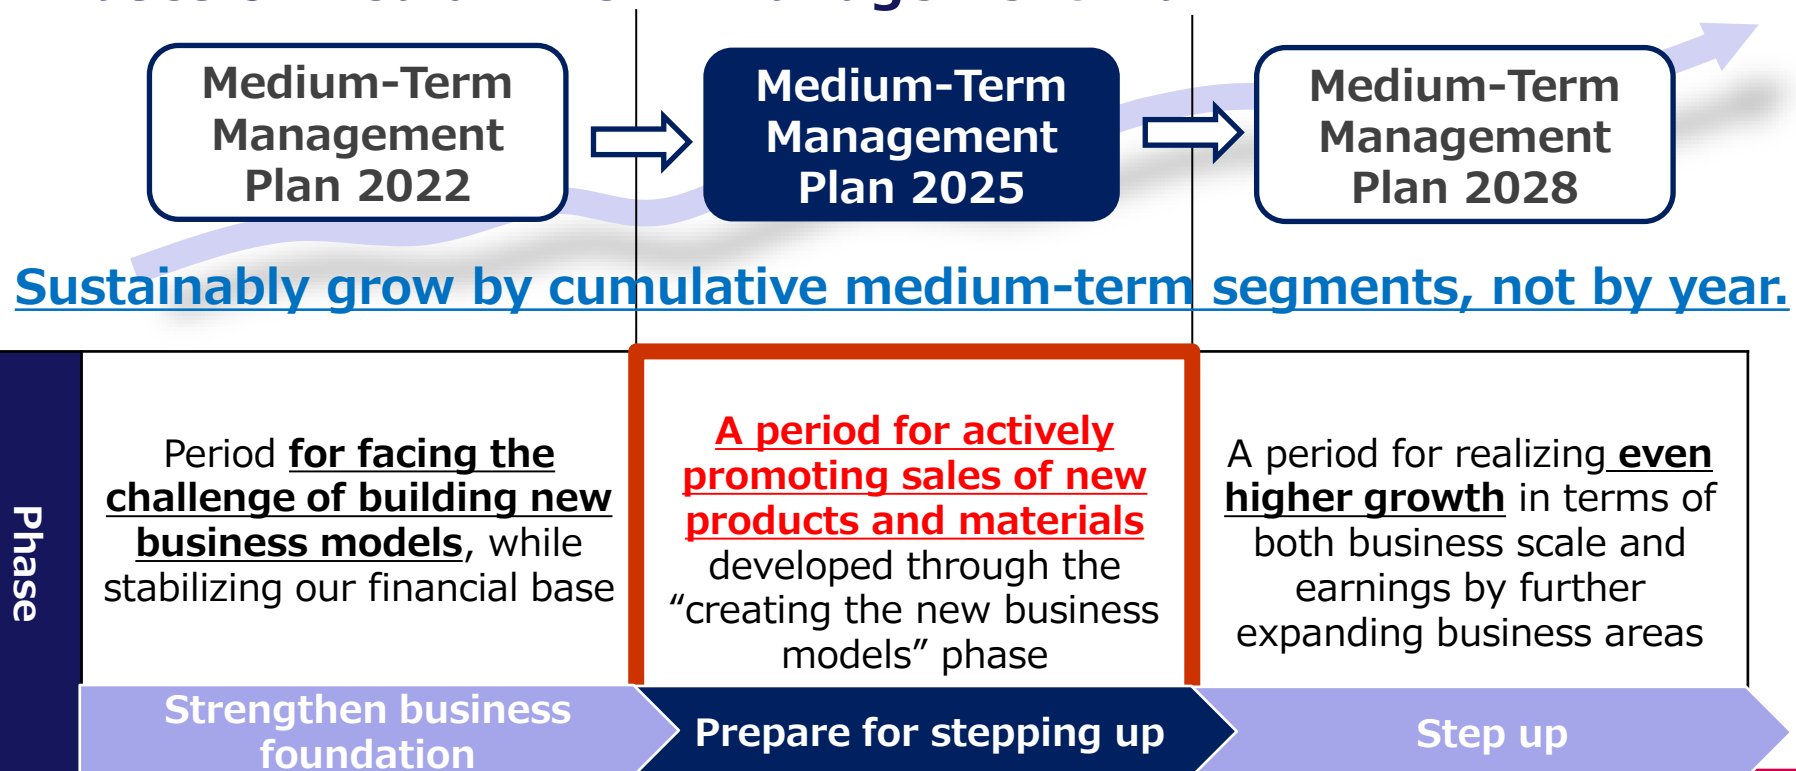 Medium-Term
Management
Plan 2022
Medium-Term
Management
Plan 2025
Medium-Term
Management
Plan 2028
Sustainably grow by cumulative medium-term segments, not by year.
Phase
Period for facing the
challenge of building new
business models, while
stabilizing our financial base
A period for actively
promoting sales of new
products and materials
developed through the
“creating the new business
models” phase
A period for realizing even
higher growth in terms of
both business scale and
earnings by further
expanding business areas
Strengthen business
foundation
Prepare for stepping up
Step up